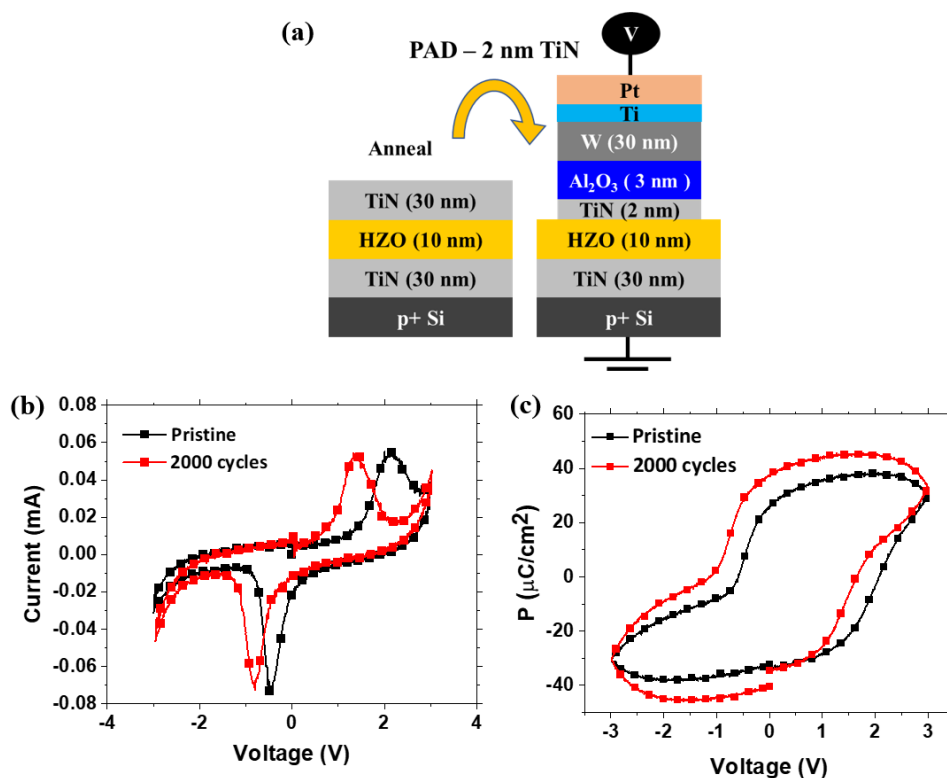 (a)
PAD – 2 nm TiN
Anneal
TiN (30 nm)
HZO (10 nm)
TiN (30 nm)
p+ Si
V
Pt
Ti
W (30 nm)
Al₂O₃ ( 3 nm )
TiN (2 nm)
HZO (10 nm)
TiN (30 nm)
p+ Si
(b)
Pristine
2000 cycles
Current (mA)
0.08
0.06
0.04
0.02
0.00
-0.02
-0.04
-0.06
-0.08
-4
-2
0
2
4
Voltage (V)
(c)
Pristine
2000 cycles
P (μC/cm²)
60
40
20
0
-20
-40
-3
-2
-1
0
1
2
3
Voltage (V)